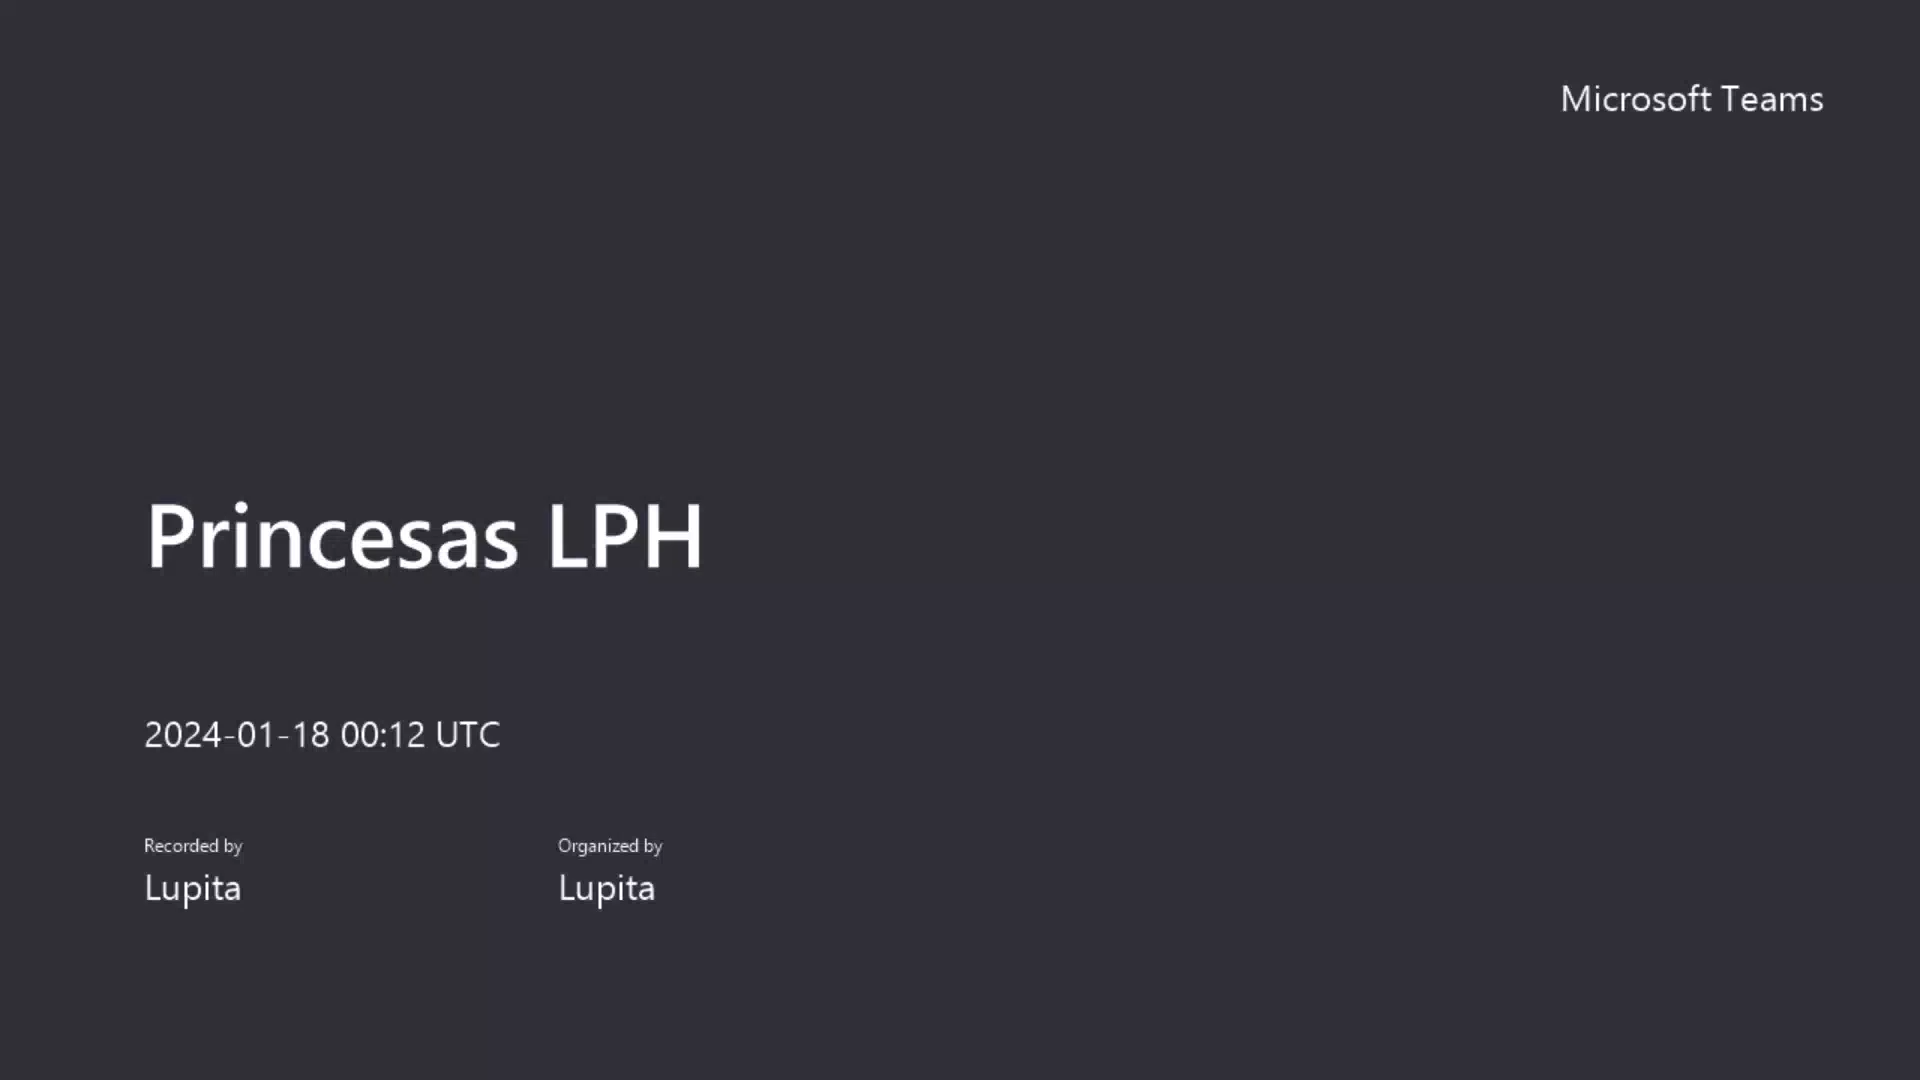 Microsoft Teams
Princesas LPH
2024-01-18 00:12 UTC
Recorded by
Lupita
Organized by
Lupita